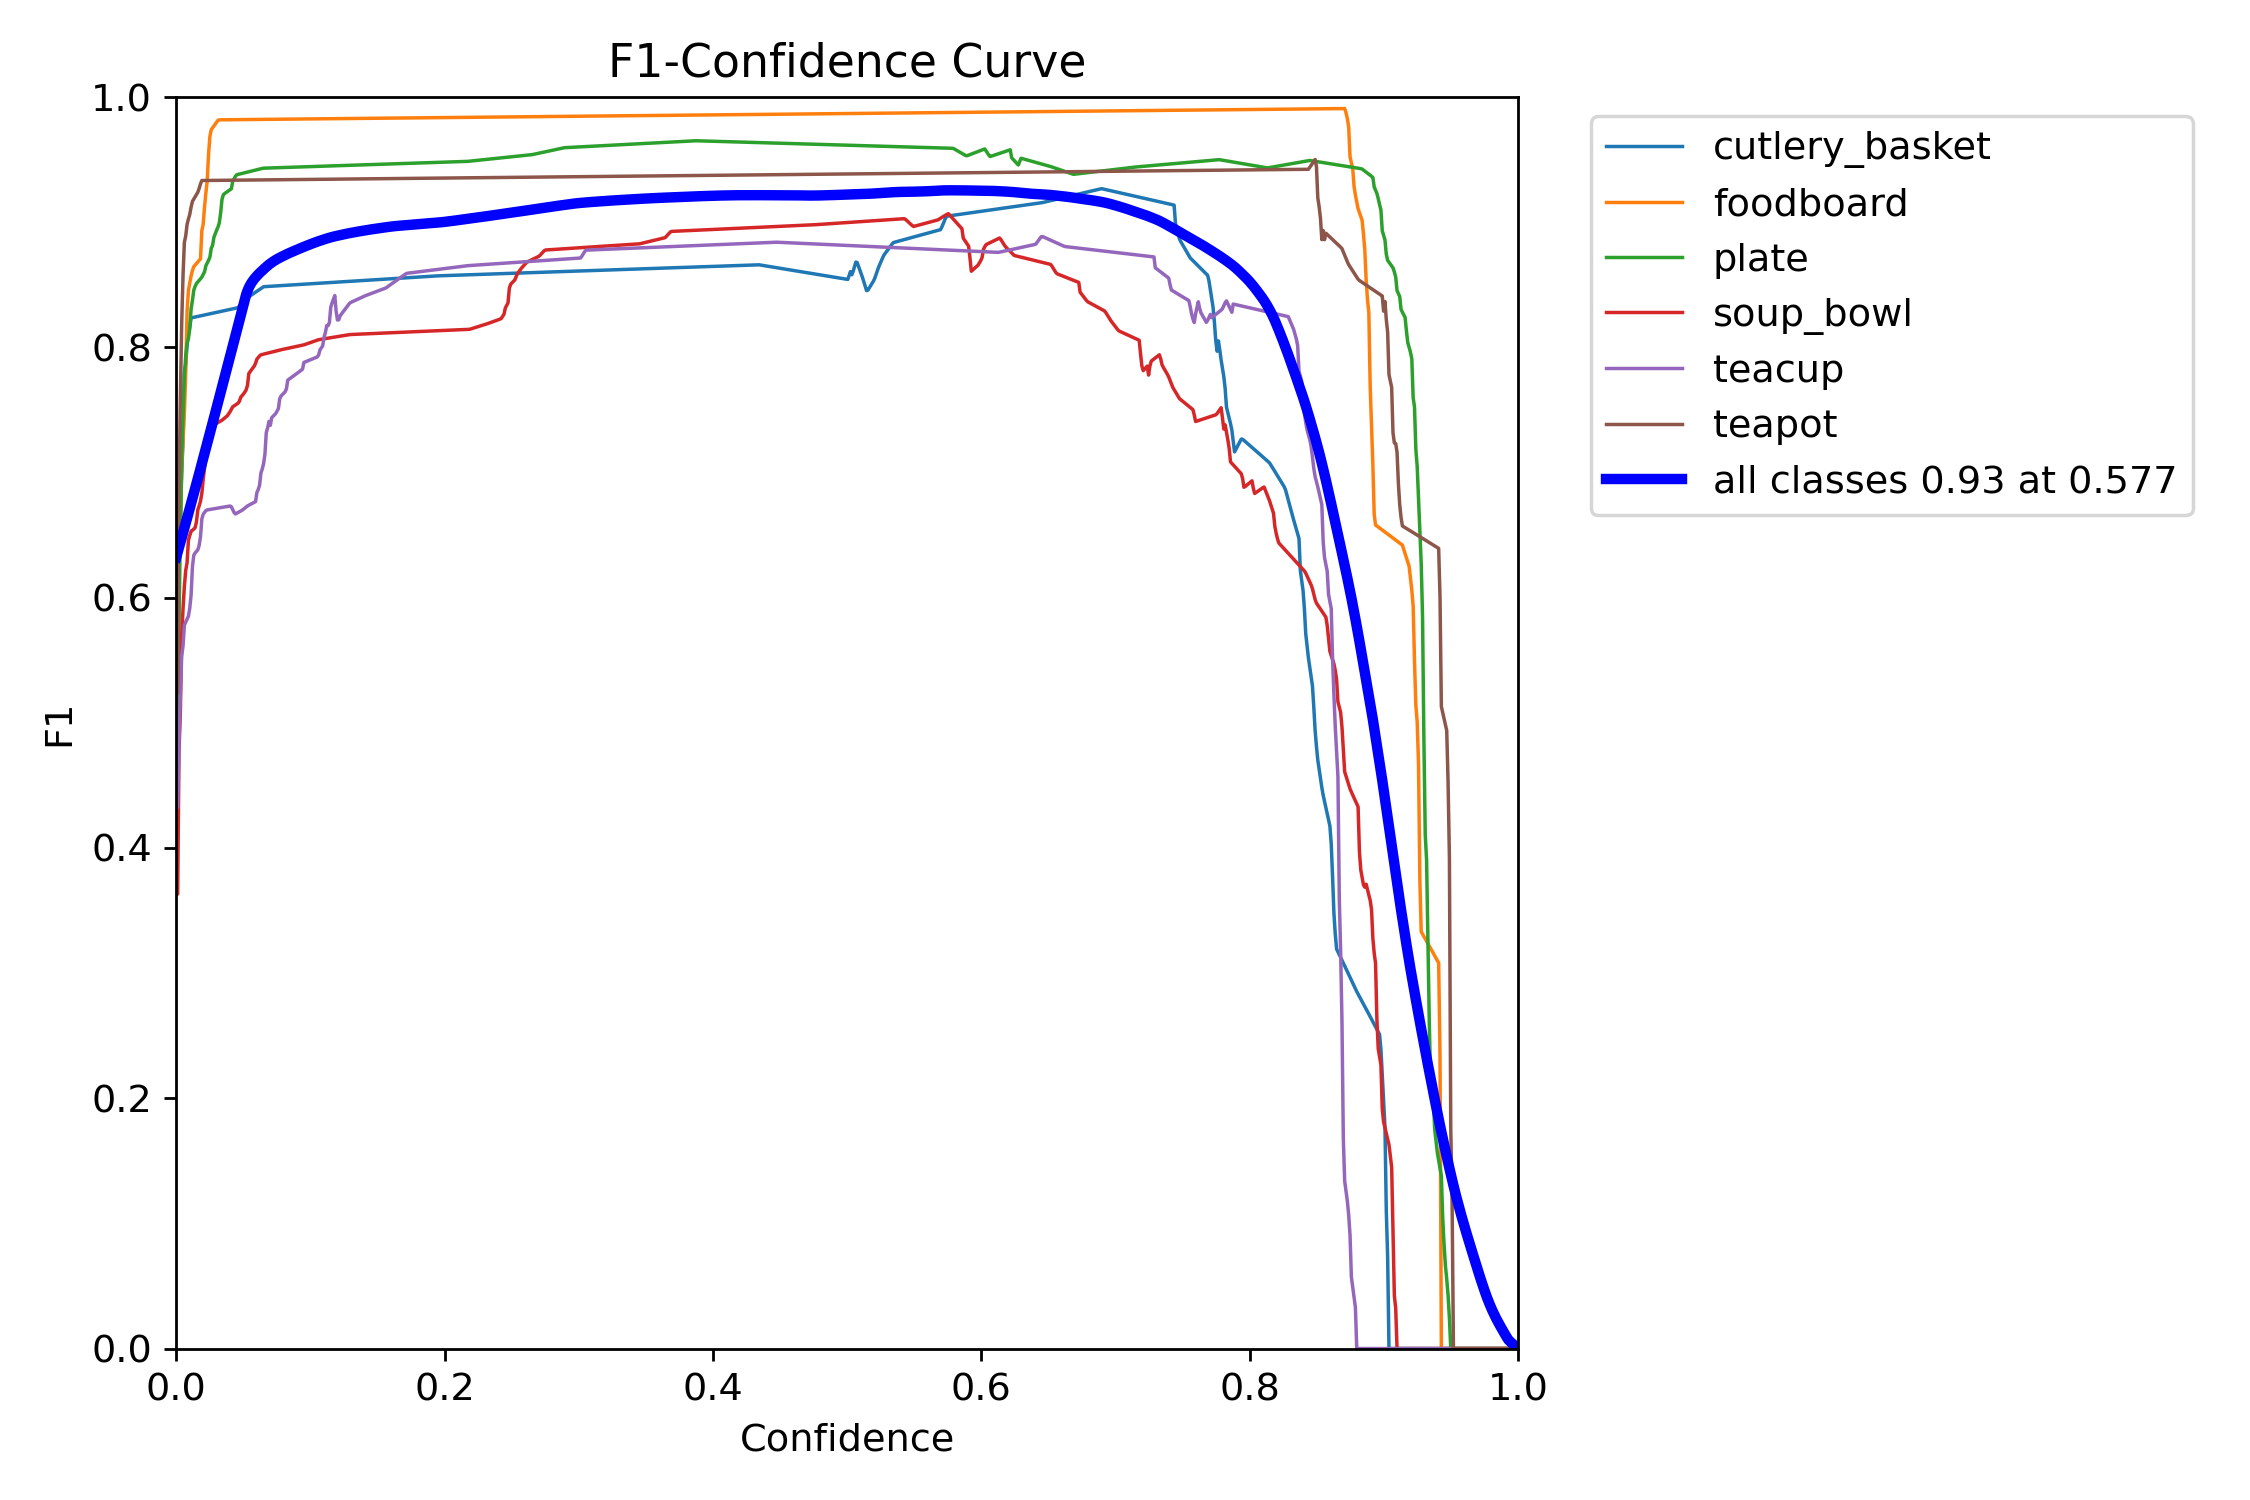 F1-Confidence Curve
1.0
0.8
0.6
0.4
0.2
0.0
F1
0.0 0.2 0.4 0.6 0.8 1.0
Confidence
cutlery_basket
foodboard
plate
soup_bowl
teacup
teapot
all classes 0.93 at 0.577